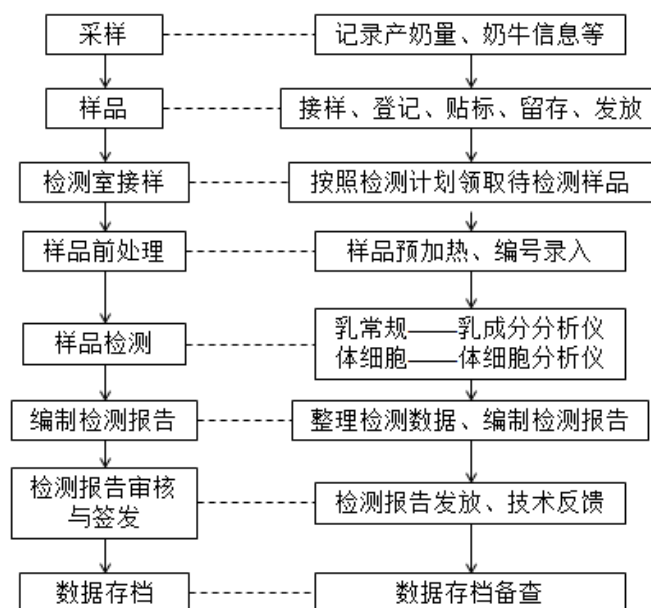 采样
记录产奶量、奶牛信息等
样品
接样、登记、贴标、留存、发放
检测室接样
按照检测计划领取待检测样品
样品前处理
样品预加热、编号录入
样品检测
乳常规——乳成分分析仪
体细胞——体细胞分析仪
编制检测报告
整理检测数据、编制检测报告
检测报告审核
与签发
检测报告发放、技术反馈
数据存档
数据存档备查